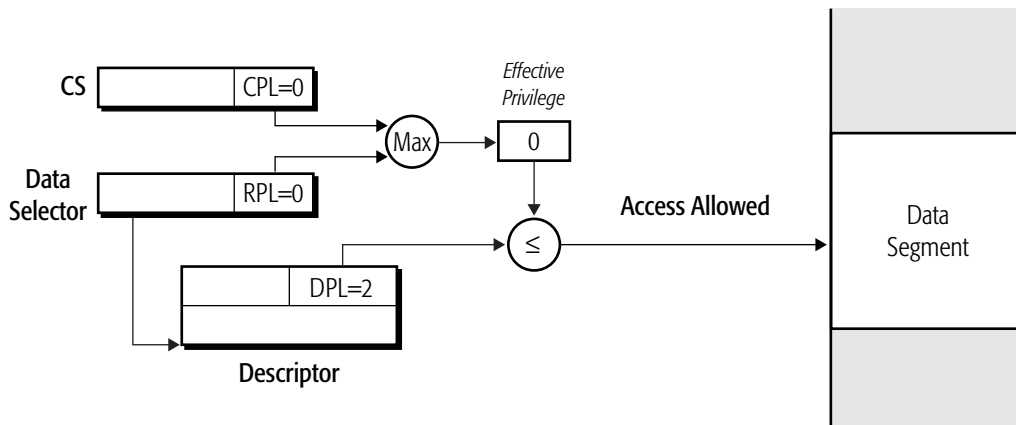 CS
CPL=0
Effective
Privilege
Max
0
Data
Selector
RPL=0
Access Allowed
≤
Data
Segment
DPL=2
Descriptor